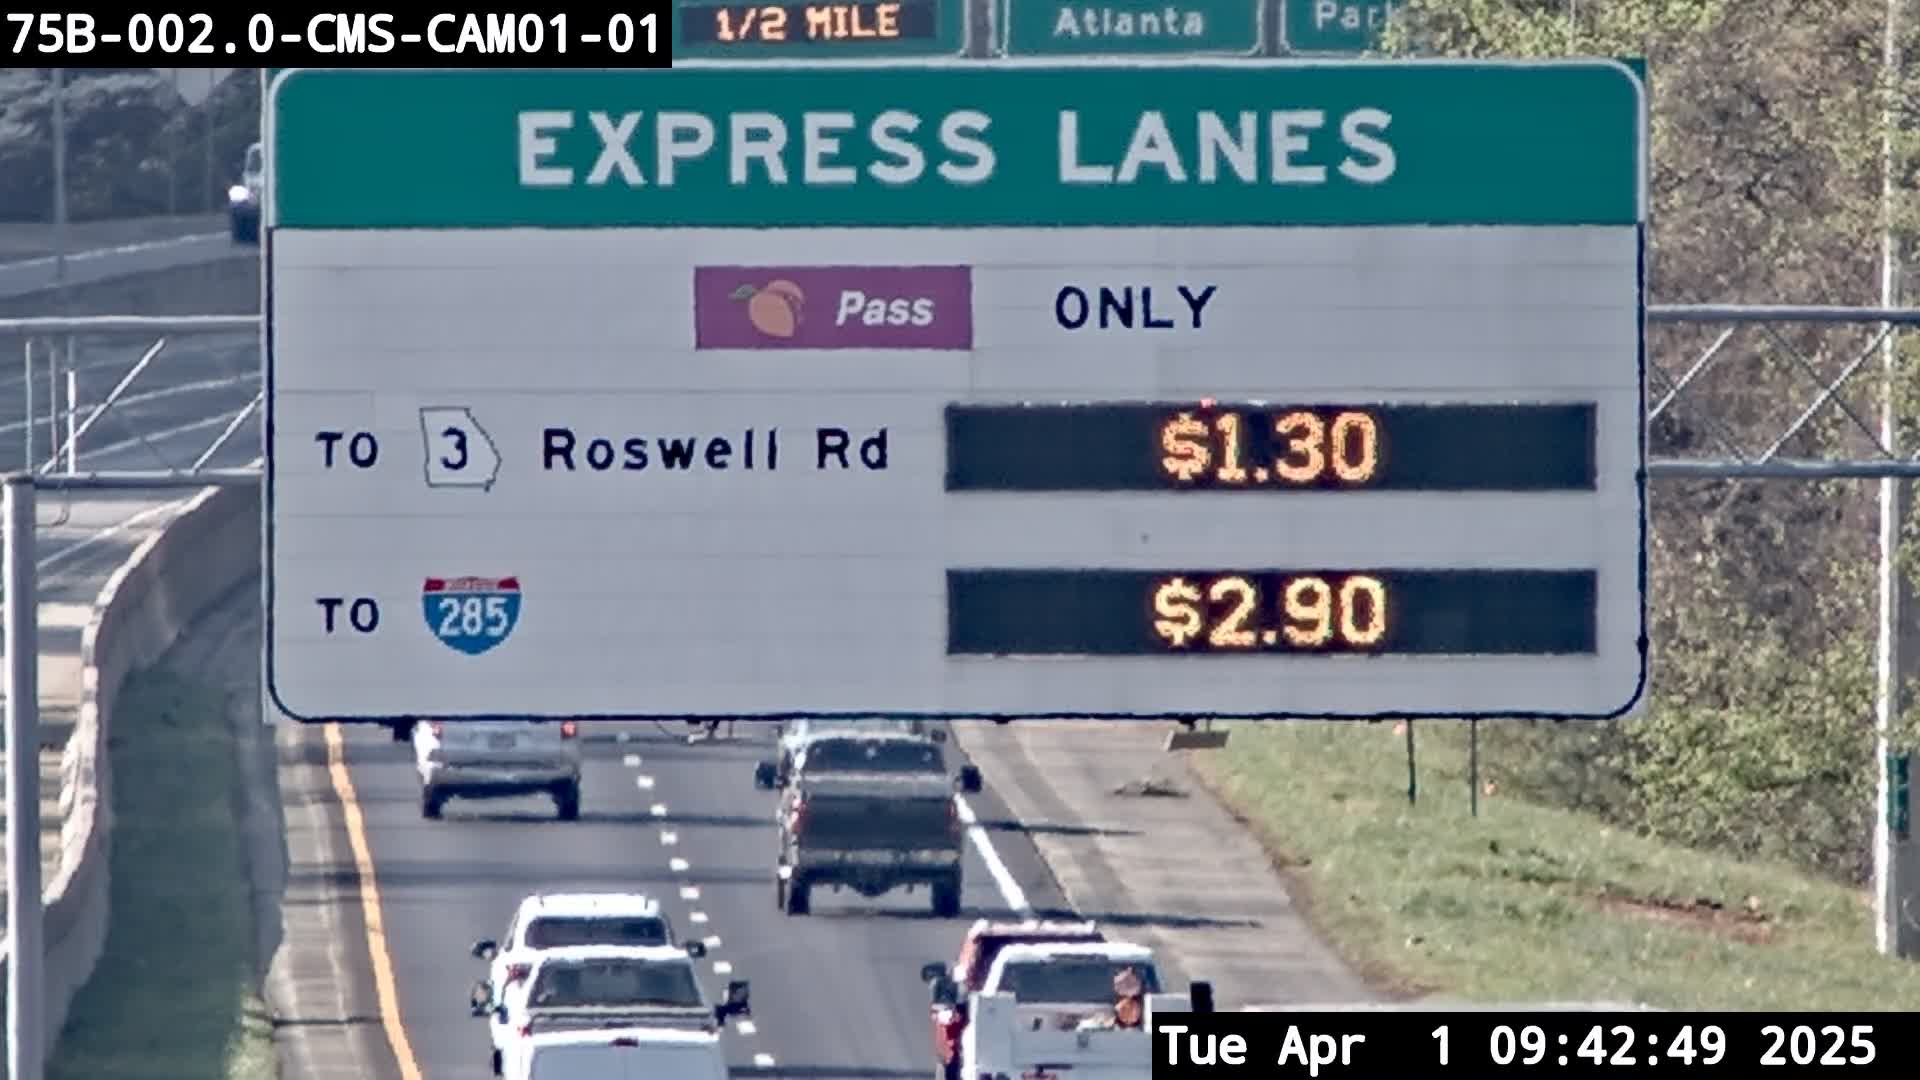 75B-002.0-CMS-CAM01-01
1/2 MILE
Atlanta
EXPRESS LANES
Pass ONLY
TO 3 Roswell Rd $1.30
TO 285 $2.90
Tue Apr 1 09:42:49 2025